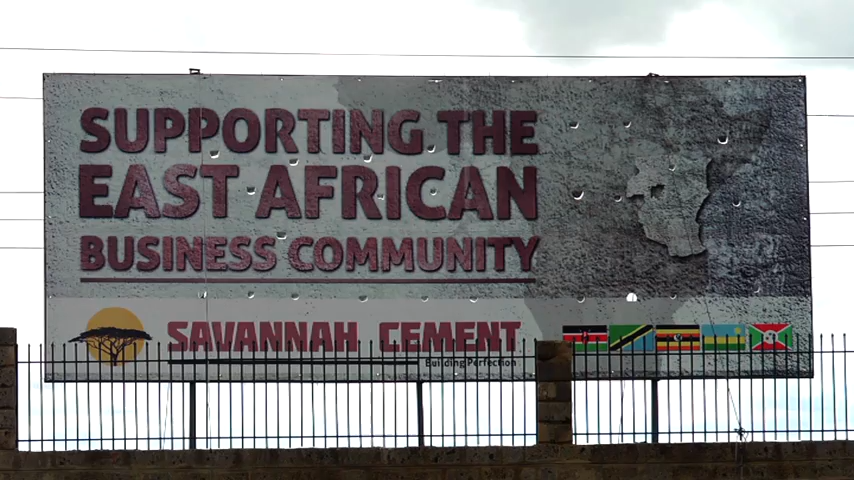 SUPPORTING THE
EAST AFRICAN
BUSINESS COMMUNITY
SAVANNAH CEMENT
Building Perfection